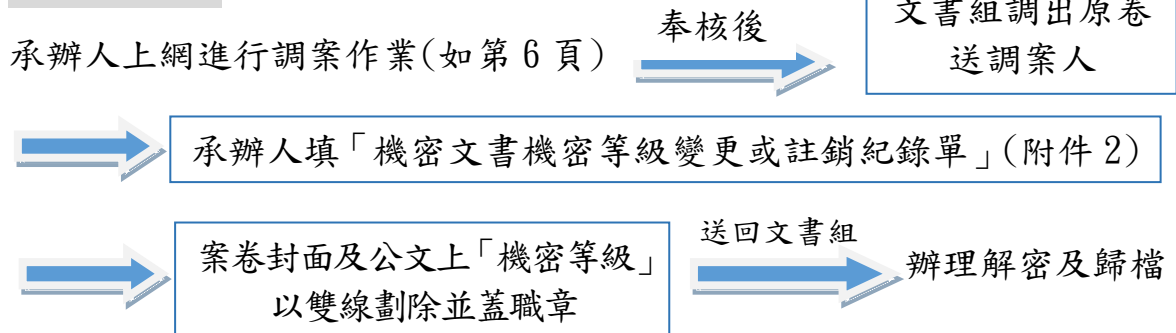 承辦人上網進行調案作業(如第 6 頁)
奉核後
文書組調出原卷
送調案人
承辦人填「機密文書機密等級變更或註銷紀錄單」(附件 2)
案卷封面及公文上「機密等級」
以雙線劃除並蓋職章
送回文書組
辦理解密及歸檔